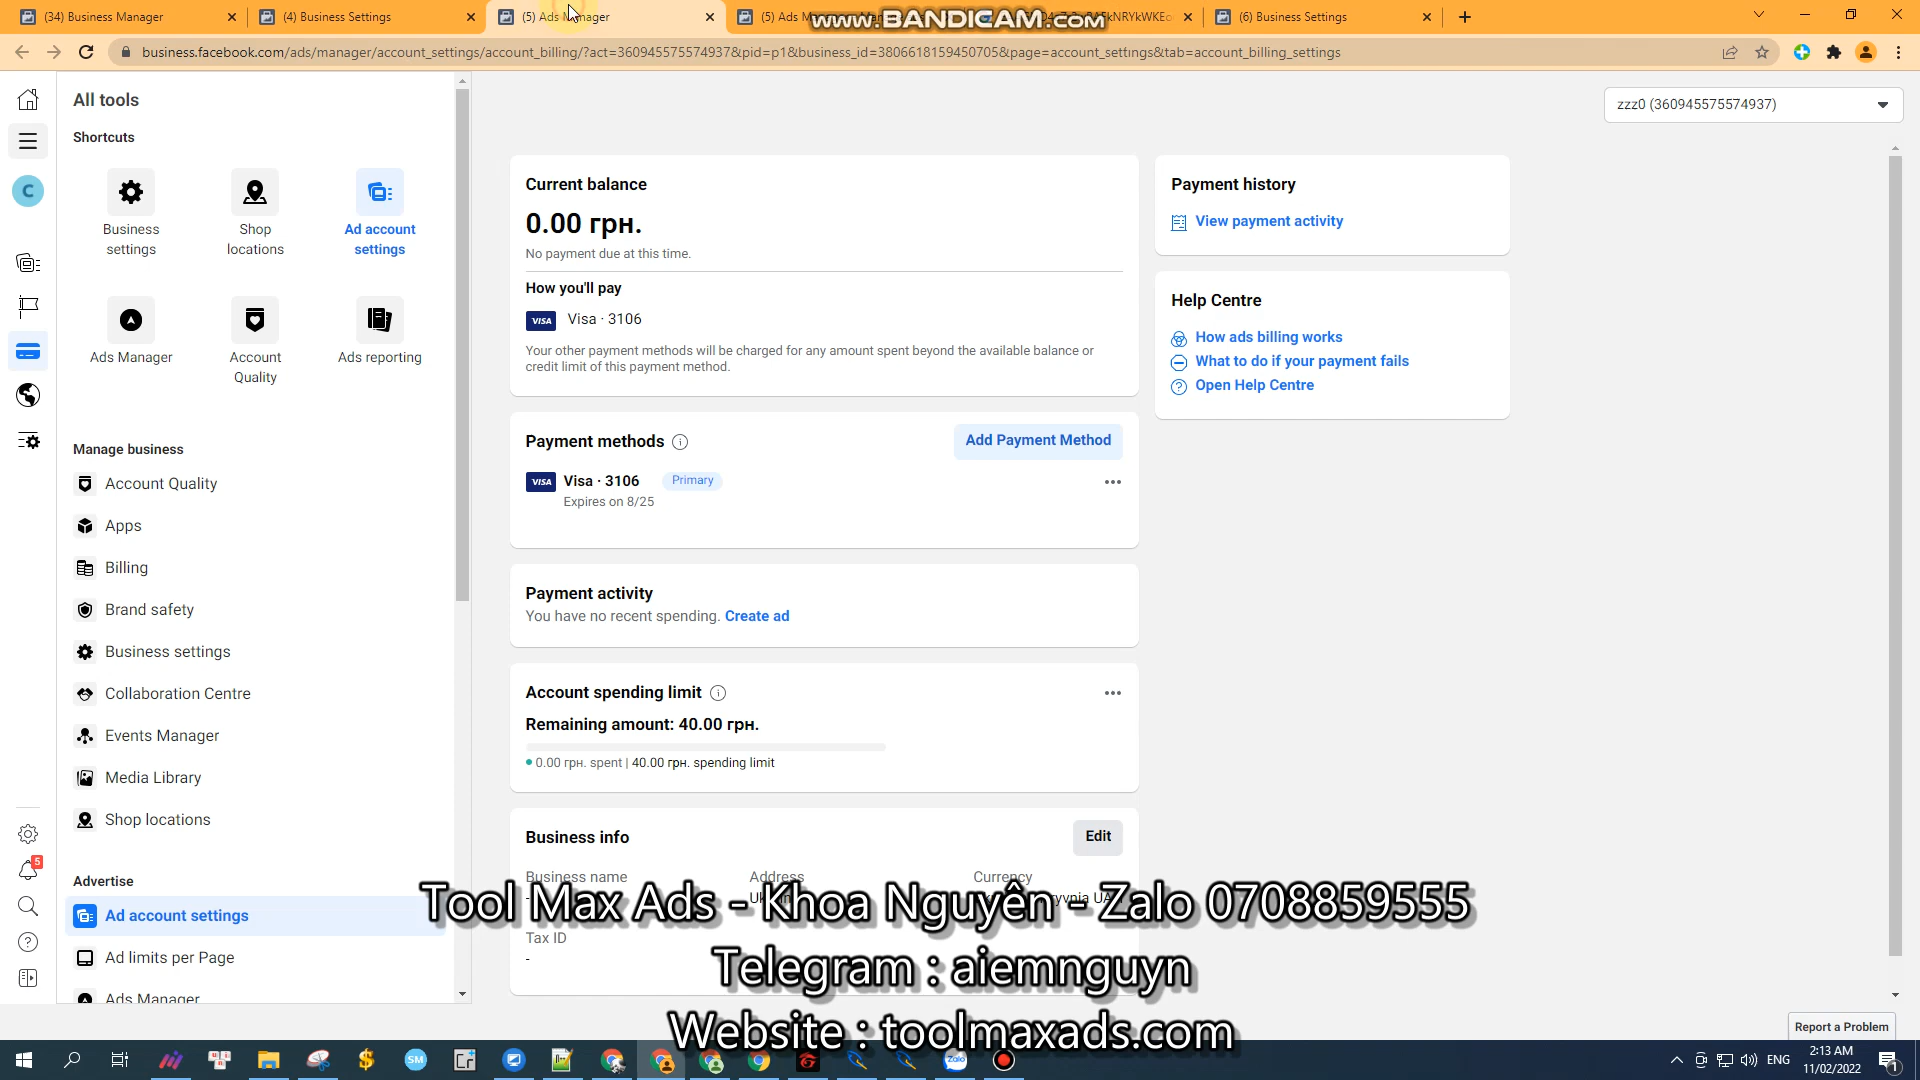 (34) Business Manager
(4) Business Settings
(5) Ads Manager
(5) Ads
(6) Business Settings
www.BANDICAM.com
business.facebook.com/ads/manager/account_settings/account_billing/?act=360945575574937&pid=p1&business_id=3806618159450705&page=account_settings&tab=account_billing_settings
All tools
zzz0 (360945575574937)
Shortcuts
C
Business settings
Shop locations
Ad account settings
Ads Manager
Account Quality
Ads reporting
Manage business
Account Quality
Apps
Billing
Brand safety
Business settings
Collaboration Centre
Events Manager
Media Library
Shop locations
Advertise
Ad account settings
Ad limits per Page
Ads Manager
5
Current balance
0.00 грн.
No payment due at this time.
How you'll pay
VISA Visa · 3106
Your other payment methods will be charged for any amount spent beyond the available balance or
credit limit of this payment method.
Payment methods
Add Payment Method
VISA Visa · 3106 Primary
Expires on 8/25
Payment activity
You have no recent spending. Create ad
Account spending limit
Remaining amount: 40.00 грн.
0.00 грн. spent | 40.00 грн. spending limit
Business info
Edit
Business name
Address
Currency
Tax ID
-
Payment history
View payment activity
Help Centre
How ads billing works
What to do if your payment fails
Open Help Centre
Tool Max Ads - Khoa Nguyên - Zalo 0708859555
Telegram : aiemnguyn
Website : toolmaxads.com
Report a Problem
SM
Zalo
ENG
2:13 AM
11/02/2022
1